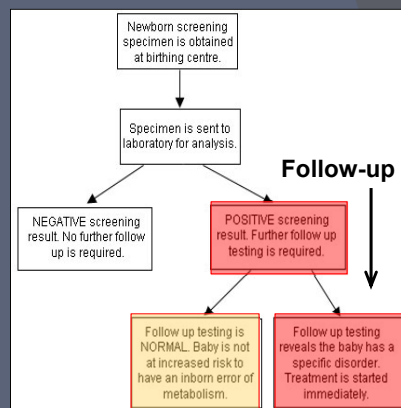 Newborn screening
specimen is obtained
at birthing centre.
Specimen is sent to
laboratory for analysis.
Follow-up
NEGATIVE screening
result. No further follow
up is required.
POSITIVE screening
result. Further follow up
testing is required.
Follow up testing is
NORMAL. Baby is not
at increased risk to
have an inborn error of
metabolism.
Follow up testing
reveals the baby has a
specific disorder.
Treatment is started
immediately.